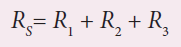 R_S = R_1 + R_2 + R_3